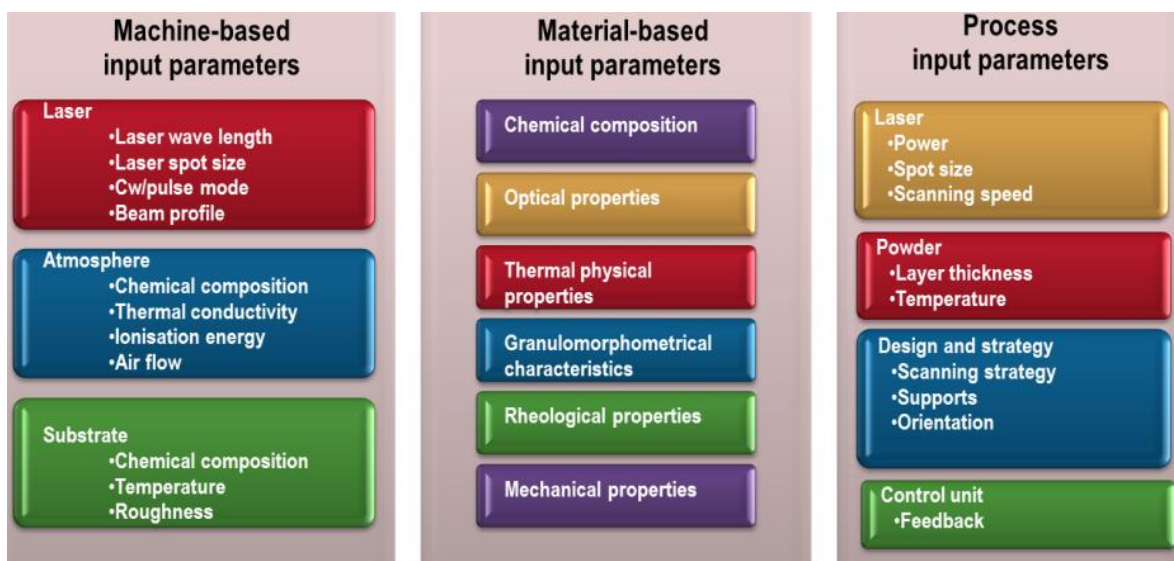 Machine-based
input parameters
Laser
•Laser wave length
•Laser spot size
•Cw/pulse mode
•Beam profile
Atmosphere
•Chemical composition
•Thermal conductivity
•Ionisation energy
•Air flow
Substrate
•Chemical composition
•Temperature
•Roughness
Material-based
input parameters
Chemical composition
Optical properties
Thermal physical
properties
Granulomorphometrical
characteristics
Rheological properties
Mechanical properties
Process
input parameters
Laser
•Power
•Spot size
•Scanning speed
Powder
•Layer thickness
•Temperature
Design and strategy
•Scanning strategy
•Supports
•Orientation
Control unit
•Feedback